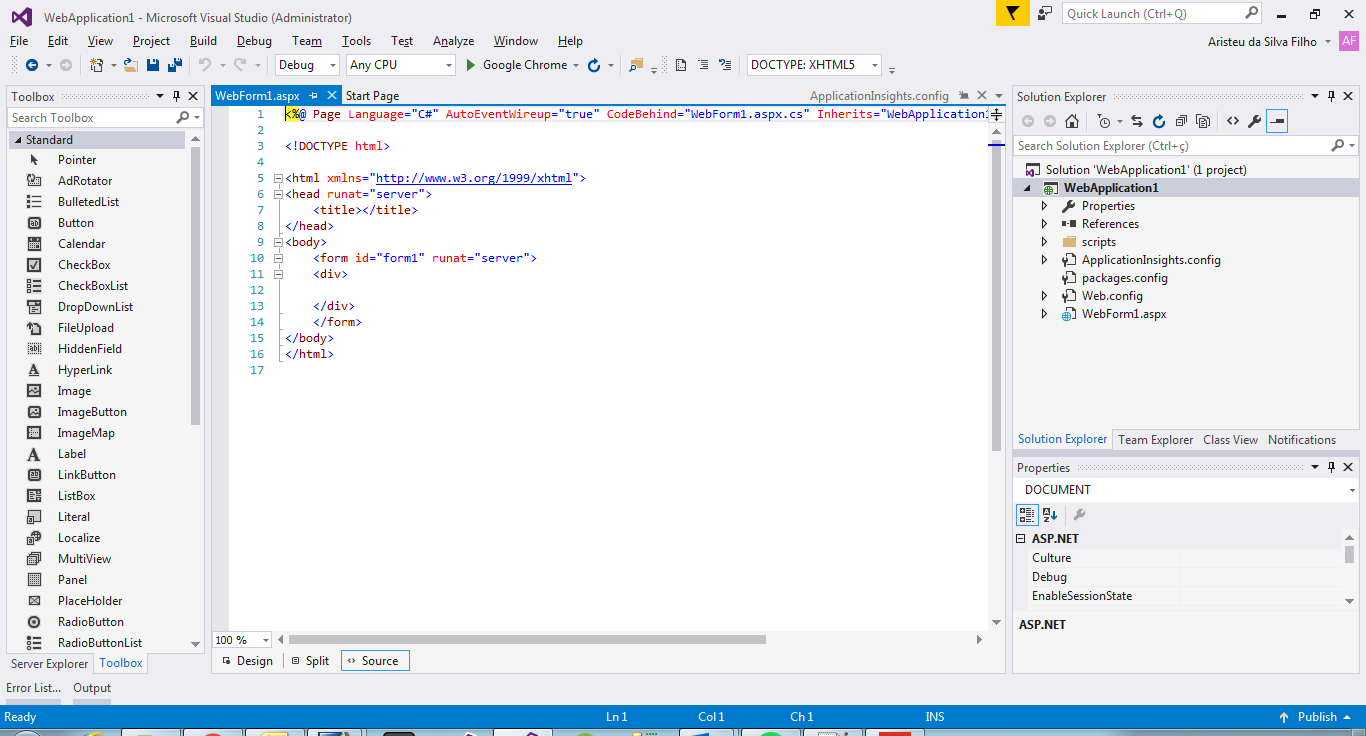 WebApplication1 - Microsoft Visual Studio (Administrator)
Quick Launch (Ctrl+Q)
File Edit View Project Build Debug Team Tools Test Analyze Window Help
Aristeu da Silva Filho AF
Debug Any CPU Google Chrome DOCTYPE: XHTML5
Toolbox
Search Toolbox
Standard
Pointer
AdRotator
BulletedList
Button
Calendar
CheckBox
CheckBoxList
DropDownList
FileUpload
HiddenField
HyperLink
Image
ImageButton
ImageMap
Label
LinkButton
ListBox
Literal
Localize
MultiView
Panel
PlaceHolder
RadioButton
RadioButtonList
Server Explorer Toolbox
WebForm1.aspx Start Page ApplicationInsights.config
1 <%@ Page Language="C#" AutoEventWireup="true" CodeBehind="WebForm1.aspx.cs" Inherits="WebApplication1
2
3 <!DOCTYPE html>
4
5 <html xmlns="http://www.w3.org/1999/xhtml">
6 <head runat="server">
7 <title></title>
8 </head>
9 <body>
10 <form id="form1" runat="server">
11 <div>
12
13 </div>
14 </form>
15 </body>
16 </html>
17
100 %
Design Split Source
Solution Explorer
Search Solution Explorer (Ctrl+ç)
Solution 'WebApplication1' (1 project)
WebApplication1
Properties
References
scripts
ApplicationInsights.config
packages.config
Web.config
WebForm1.aspx
Solution Explorer Team Explorer Class View Notifications
Properties
DOCUMENT
ASP.NET
Culture
Debug
EnableSessionState
ASP.NET
Error List... Output
Ready Ln 1 Col 1 Ch 1 INS Publish